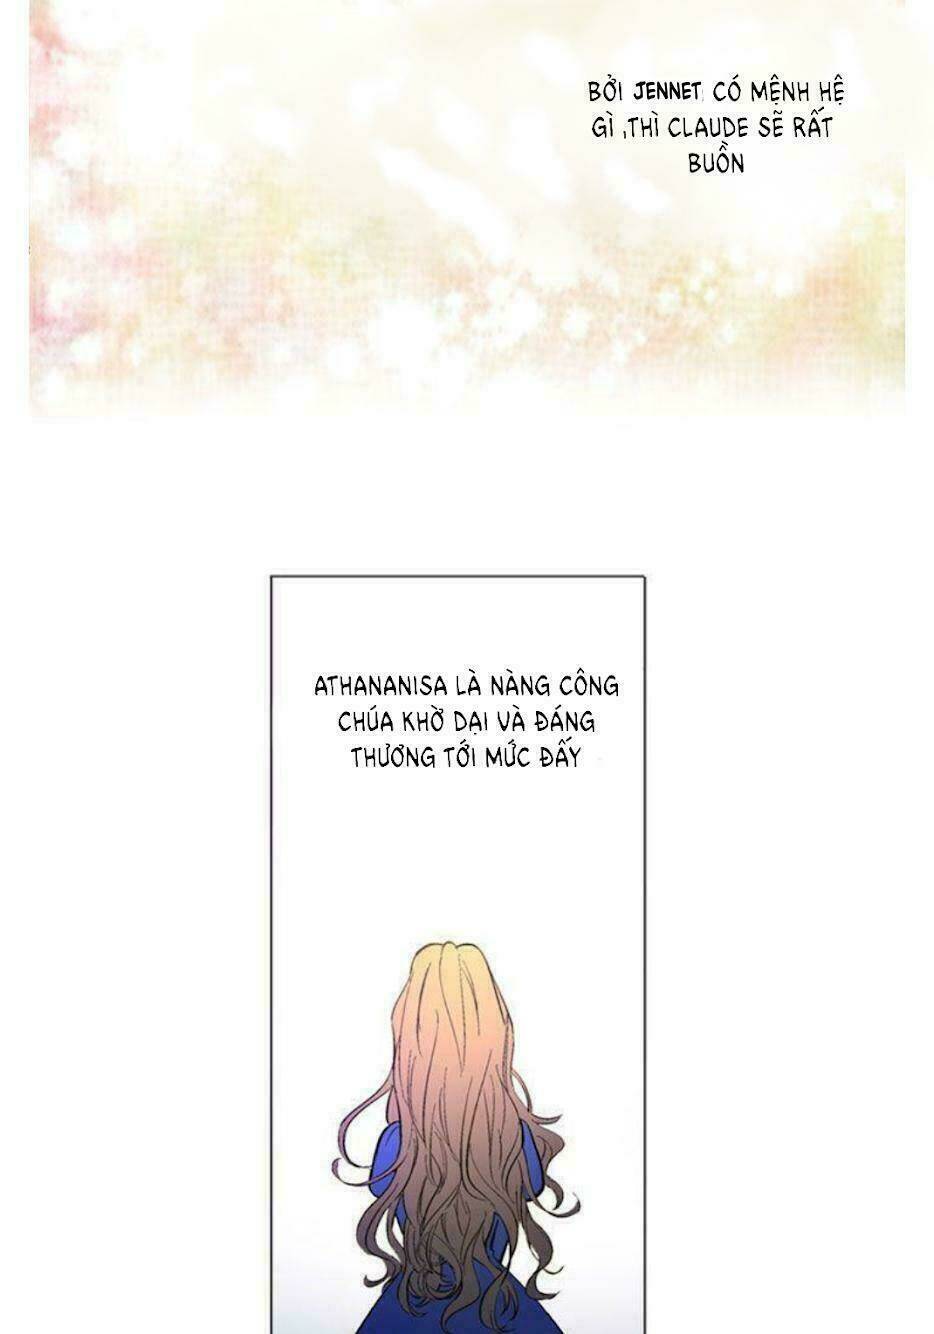 BỞI JENNET CÓ MỆNH HỆ
GÌ ,THÌ CLAUDE SẼ RẤT
BUỒN
ATHANANISA LÀ NÀNG CÔNG
CHÚA KHỜ DẠI VÀ ĐÁNG
THƯƠNG TỚI MỨC ĐẤY